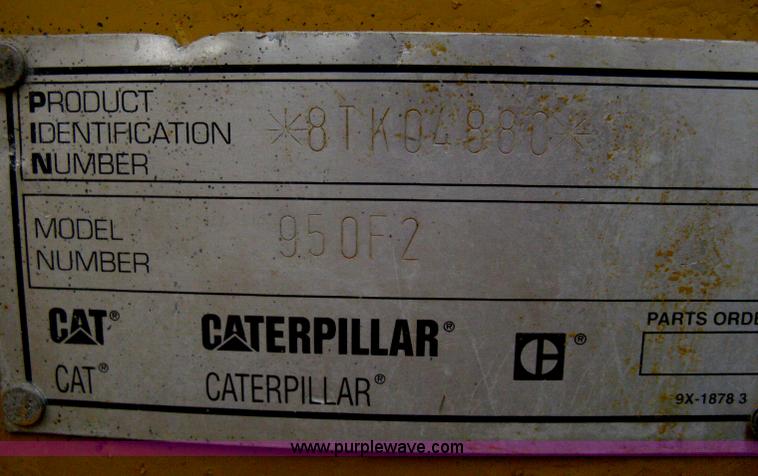 PRODUCT
IDENTIFICATION
NUMBER
*8TK04880*
MODEL
NUMBER
950F2
CAT® CATERPILLAR® C®
PARTS ORDE
CAT® CATERPILLAR®
9X-1878 3
www.purplewave.com